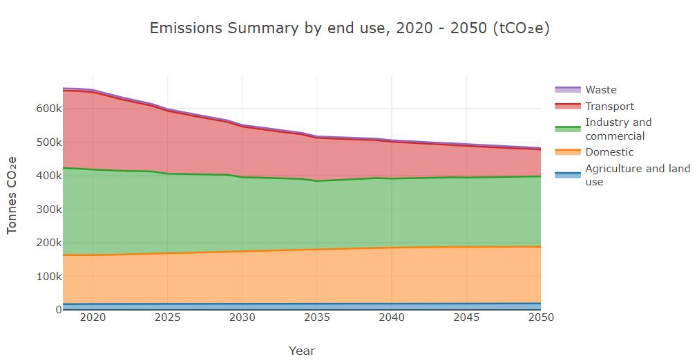 Emissions Summary by end use, 2020 - 2050 (tCO₂e)
Tonnes CO₂e
600k
500k
400k
300k
200k
100k
0
2020 2025 2030 2035 2040 2045 2050
Year
Waste
Transport
Industry and
commercial
Domestic
Agriculture and land
use